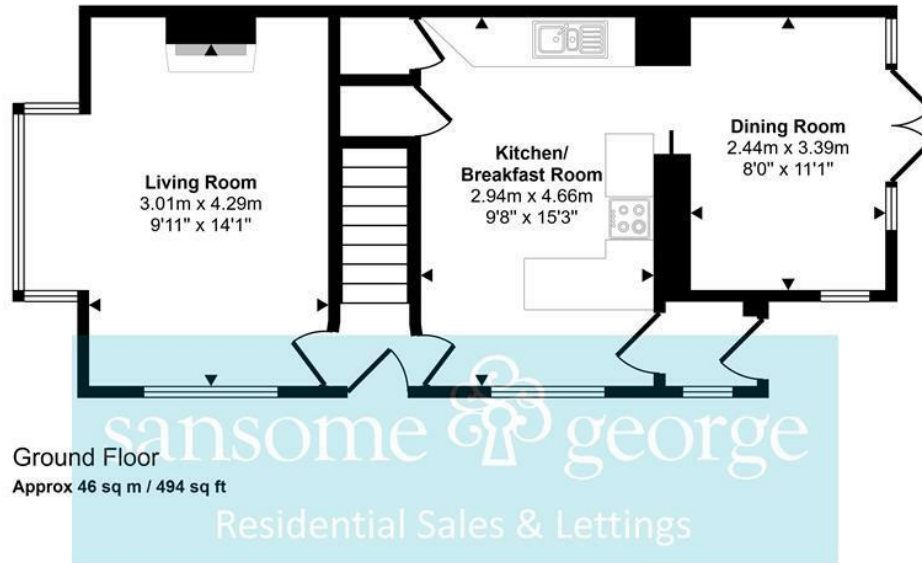 Living Room
3.01m x 4.29m
9'11" x 14'1"
Kitchen/
Breakfast Room
2.94m x 4.66m
9'8" x 15'3"
Dining Room
2.44m x 3.39m
8'0" x 11'1"
Ground Floor
Approx 46 sq m / 494 sq ft
sansome george
Residential Sales & Lettings